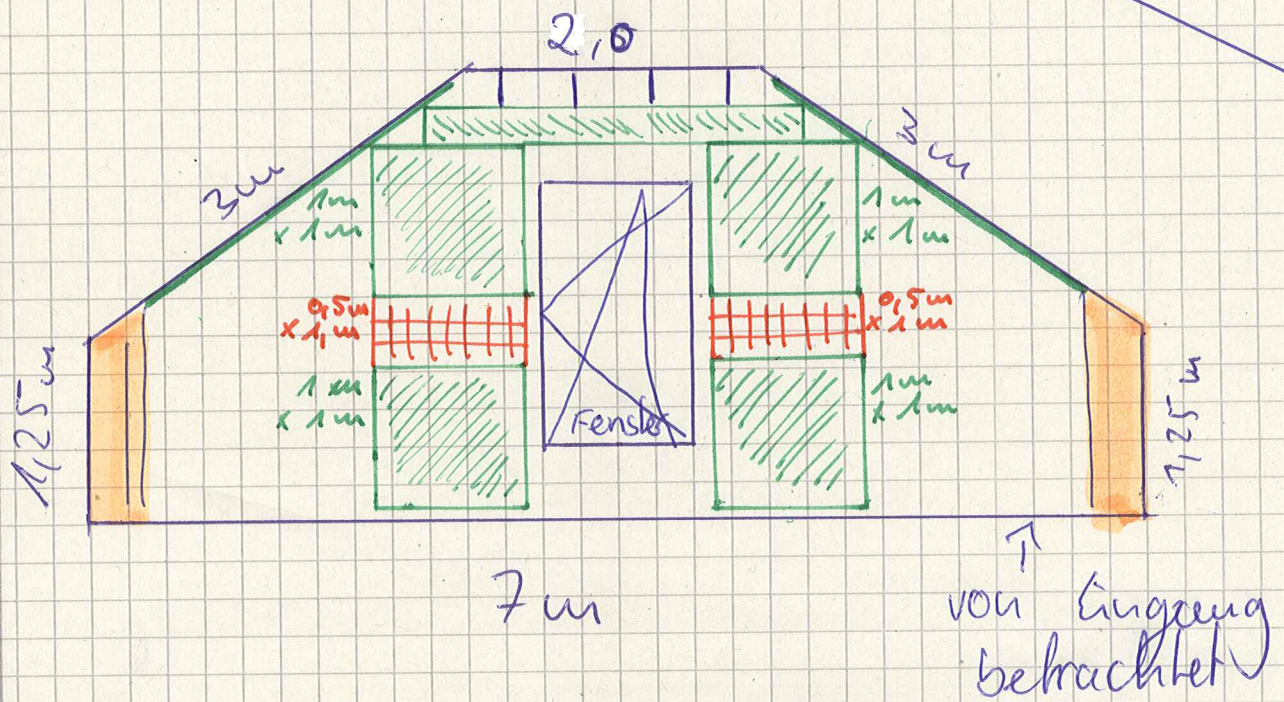 2,0
3m
3m
1m
x 1m
1m
x 1m
0,5m
x 1,m
0,5m
x 1m
1m
x 1m
1m
x 1m
Fenster
1,25m
1,25m
7m
von Eingang
betrachtet